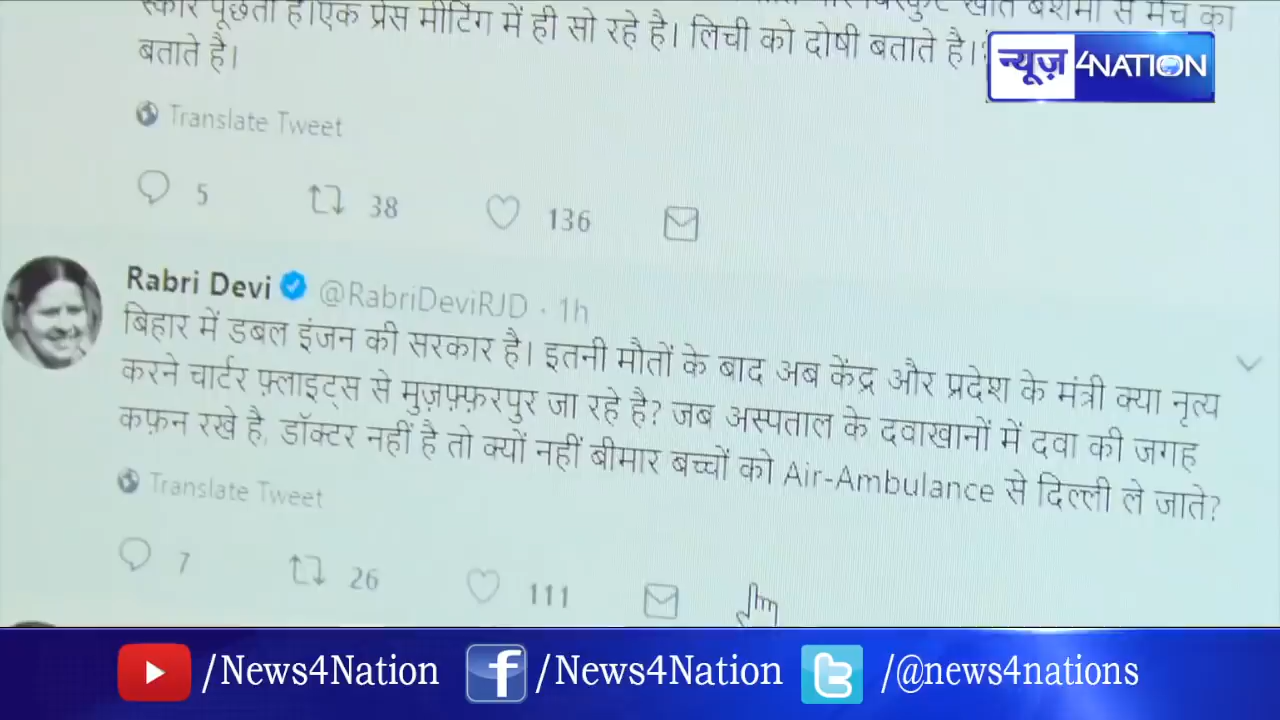 पूछता है।एक प्रेस मीटिंग में ही सो रहे है। लिची को दोषी बताते है।
बताते है।
न्यूज़ 4NATION
Translate Tweet
5 38 136
Rabri Devi @RabriDeviRJD · 1h
बिहार में डबल इंजन की सरकार है। इतनी मौतों के बाद अब केंद्र और प्रदेश के मंत्री क्या नृत्य
करने चार्टर फ़्लाइट्स से मुज़फ़्फ़रपुर जा रहे है? जब अस्पताल के दवाखानों में दवा की जगह
कफ़न रखे है, डॉक्टर नहीं है तो क्यों नहीं बीमार बच्चों को Air-Ambulance से दिल्ली ले जाते?
Translate Tweet
7 26 111
/News4Nation /News4Nation /@news4nations